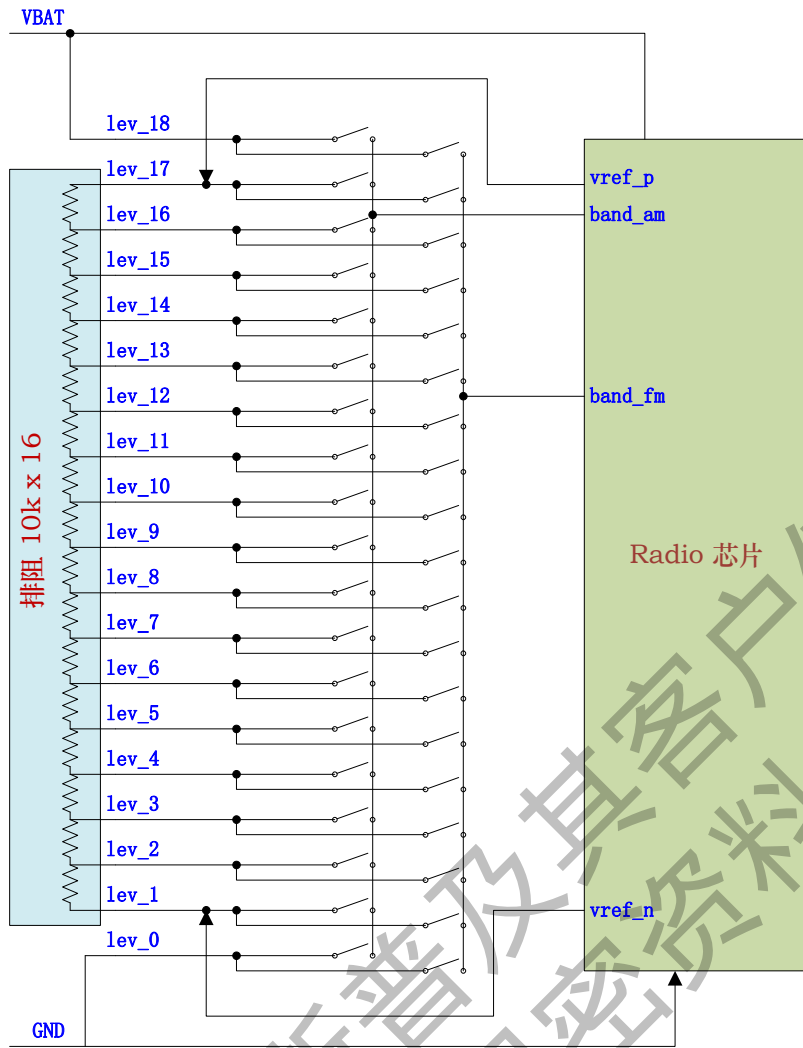 VBAT
lev_18
lev_17
vref_p
lev_16
band_am
lev_15
lev_14
lev_13
lev_12
band_fm
lev_11
排阻 10k x 16
lev_10
lev_9
Radio 芯片
lev_8
lev_7
lev_6
lev_5
lev_4
lev_3
lev_2
lev_1
vref_n
lev_0
GND
斯普及其客户
密资料